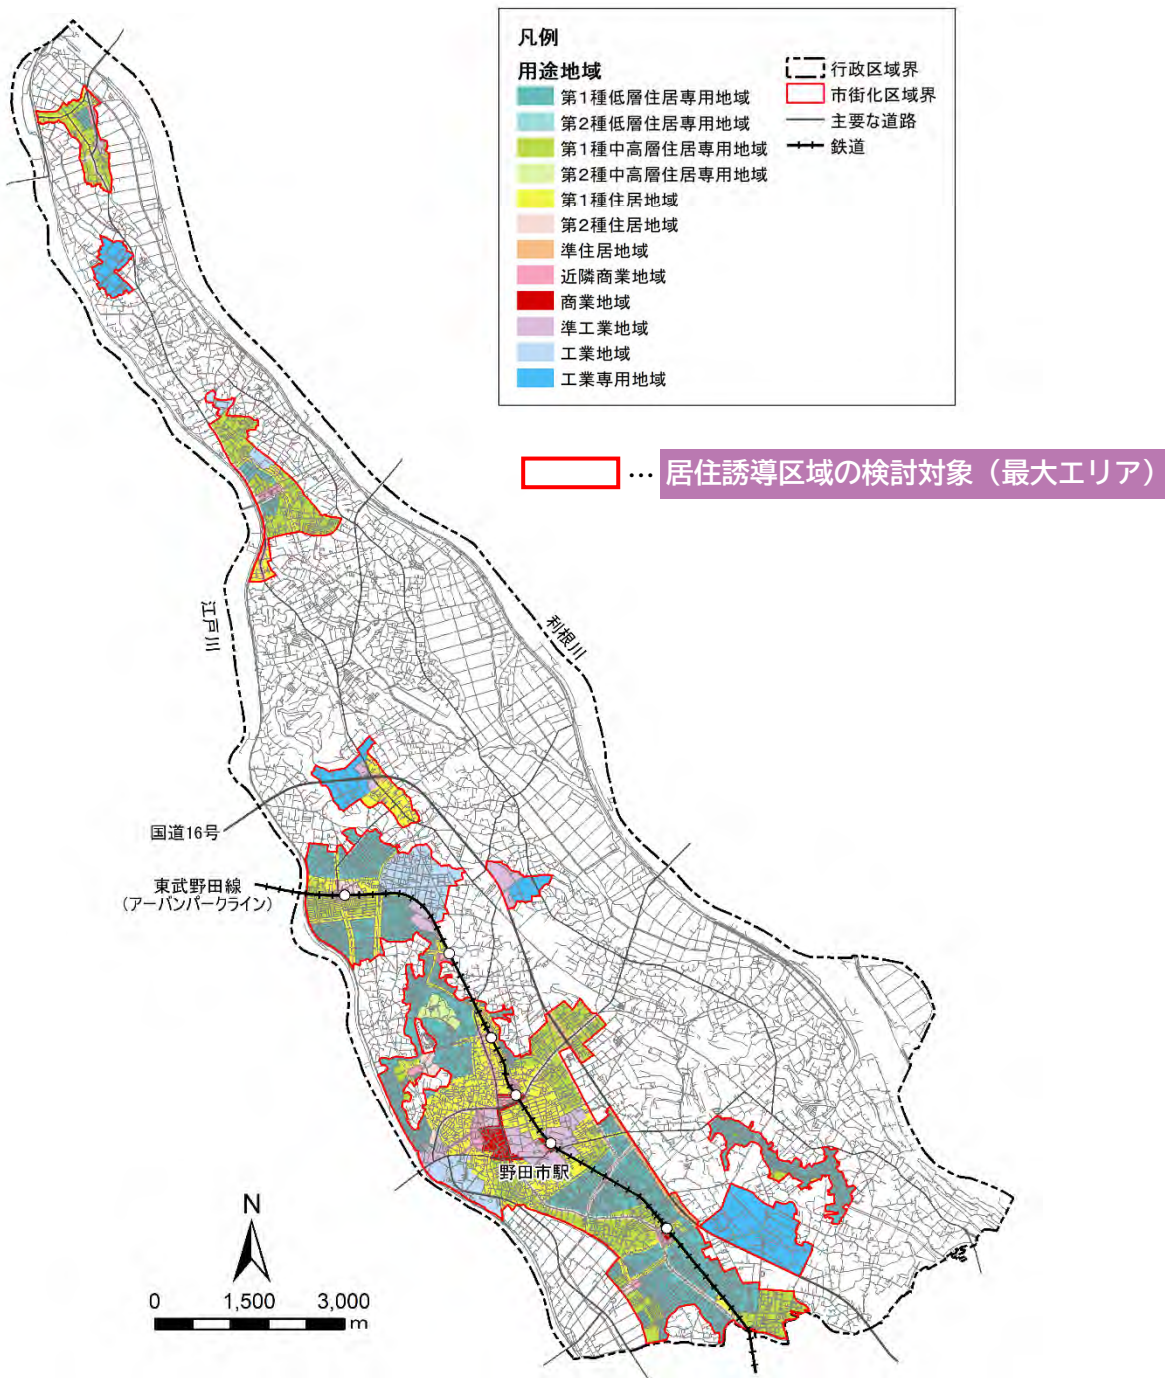 凡例
用途地域
第1種低層住居専用地域
第2種低層住居専用地域
第1種中高層住居専用地域
第2種中高層住居専用地域
第1種住居地域
第2種住居地域
準住居地域
近隣商業地域
商業地域
準工業地域
工業地域
工業専用地域
行政区域界
市街化区域界
主要な道路
鉄道
… 居住誘導区域の検討対象（最大エリア）
江戸川
利根川
国道16号
東武野田線
（アーバンパークライン）
野田市駅
N
0 1,500 3,000
m